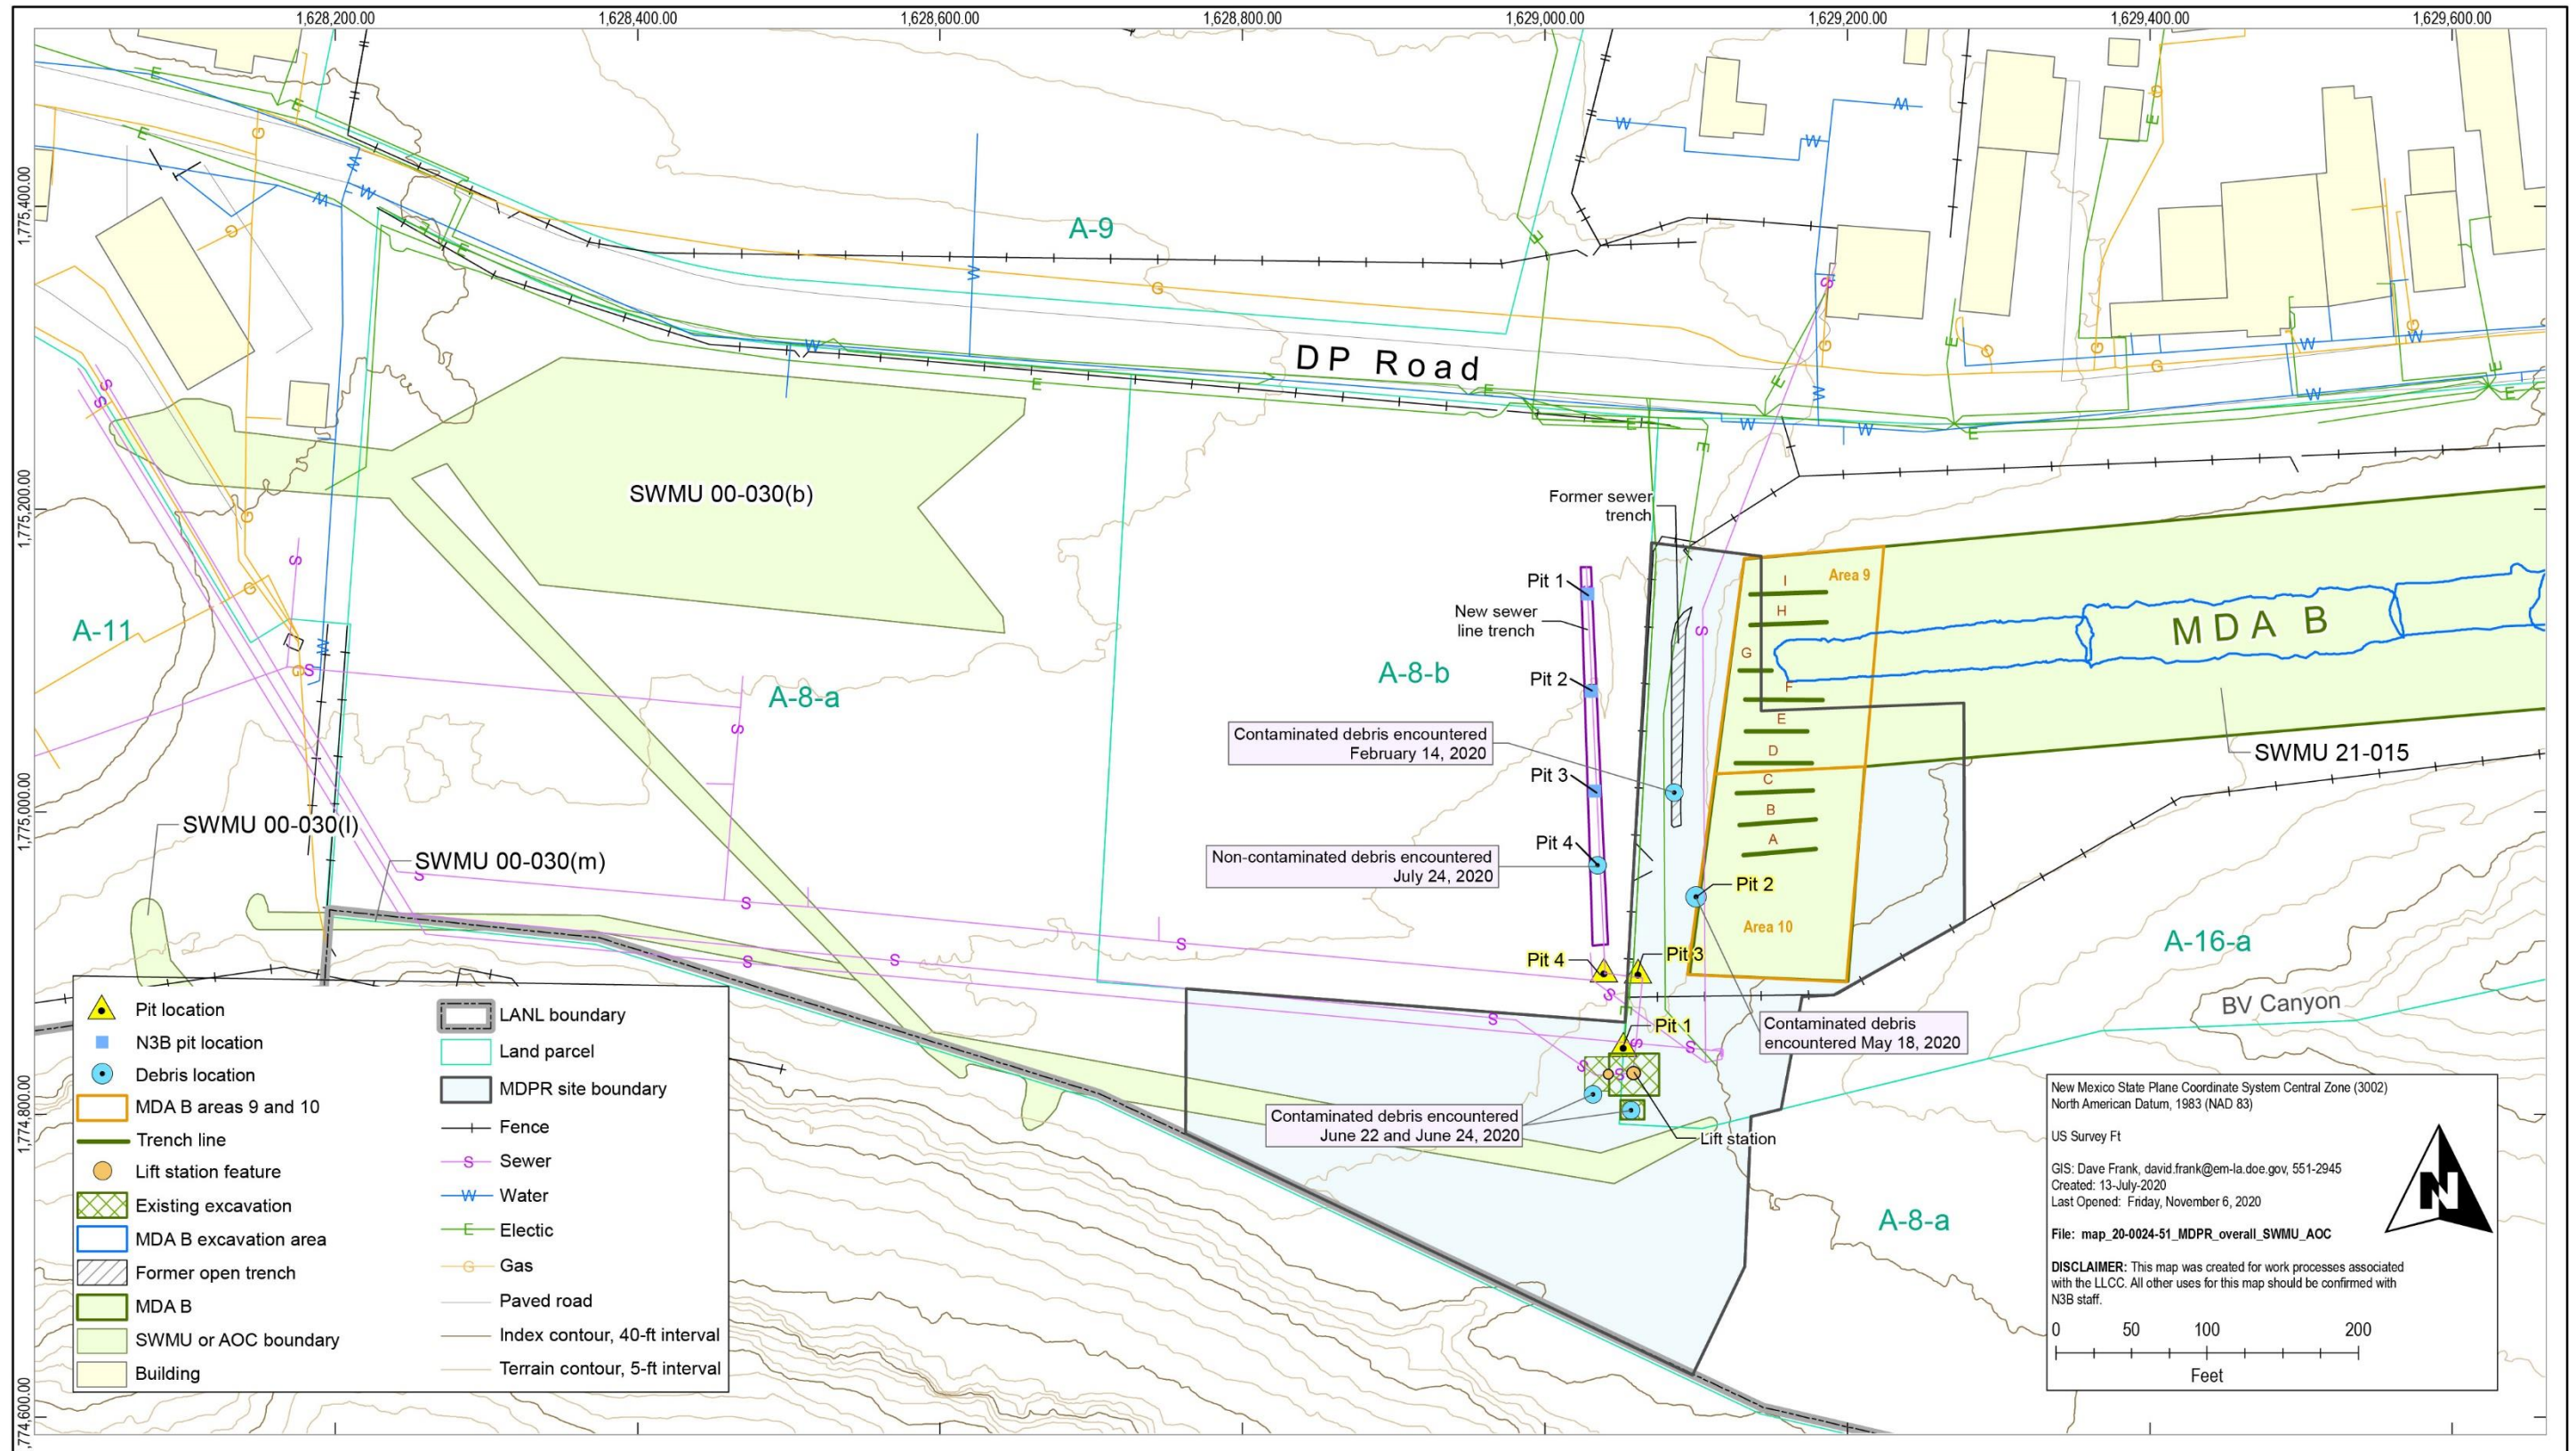 1,628,200.00
1,628,400.00
1,628,600.00
1,628,800.00
1,629,000.00
1,629,200.00
1,629,400.00
1,629,600.00
1,775,400.00
1,775,200.00
1,775,000.00
1,774,800.00
1,774,600.00
A-9
DP Road
SWMU 00-030(b)
Former sewer
trench
Pit 1
New sewer
line trench
Area 9
I
H
G
F
E
D
C
B
A
MDA B
A-11
A-8-a
A-8-b
Pit 2
Contaminated debris encountered
February 14, 2020
Pit 3
SWMU 21-015
SWMU 00-030(l)
SWMU 00-030(m)
Pit 4
Non-contaminated debris encountered
July 24, 2020
Pit 2
Area 10
A-16-a
Pit 4
Pit 3
BV Canyon
Pit 1
Contaminated debris
encountered May 18, 2020
Contaminated debris encountered
June 22 and June 24, 2020
Lift station
A-8-a
Pit location
N3B pit location
Debris location
MDA B areas 9 and 10
Trench line
Lift station feature
Existing excavation
MDA B excavation area
Former open trench
MDA B
SWMU or AOC boundary
Building
LANL boundary
Land parcel
MDPR site boundary
Fence
S Sewer
W Water
E Electic
G Gas
Paved road
Index contour, 40-ft interval
Terrain contour, 5-ft interval
New Mexico State Plane Coordinate System Central Zone (3002)
North American Datum, 1983 (NAD 83)
US Survey Ft
GIS: Dave Frank, david.frank@em-la.doe.gov, 551-2945
Created: 13-July-2020
Last Opened: Friday, November 6, 2020
File: map_20-0024-51_MDPR_overall_SWMU_AOC
DISCLAIMER: This map was created for work processes associated
with the LLCC. All other uses for this map should be confirmed with
N3B staff.
0 50 100 200
Feet
N